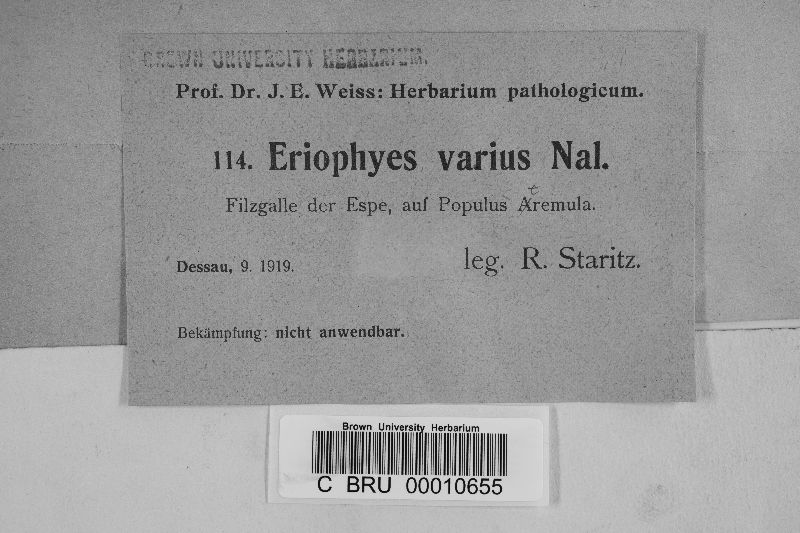 BROWN UNIVERSITY HERBARIUM.
Prof. Dr. J. E. Weiss: Herbarium pathologicum.
114. Eriophyes varius Nal.
t
Filzgalle der Espe, auf Populus Aremula.
Dessau, 9. 1919.
leg. R. Staritz.
Bekämpfung: nicht anwendbar.
Brown University Herbarium
C BRU 00010655